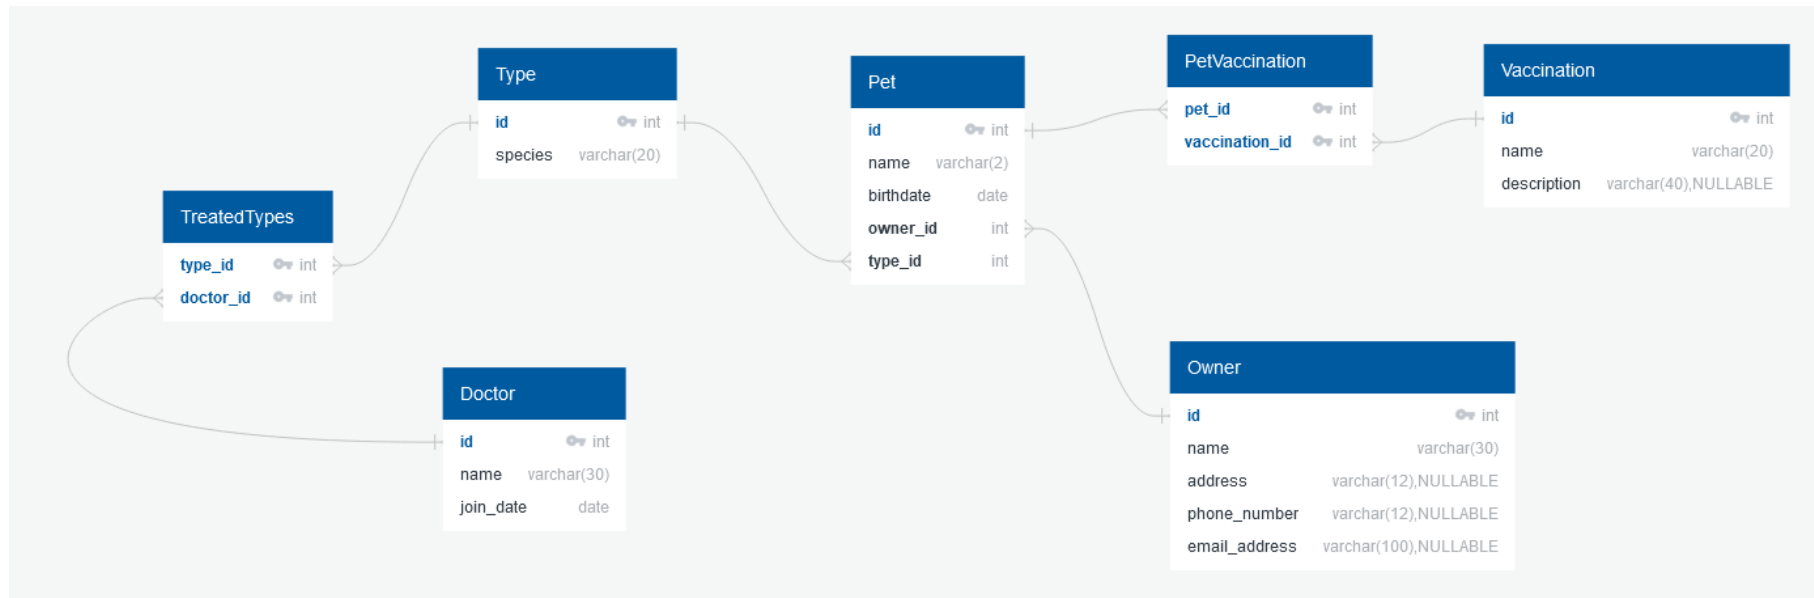 Type
id int
species varchar(20)
Pet
id int
name varchar(2)
birthdate date
owner_id int
type_id int
PetVaccination
pet_id int
vaccination_id int
Vaccination
id int
name varchar(20)
description varchar(40),NULLABLE
TreatedTypes
type_id int
doctor_id int
Doctor
id int
name varchar(30)
join_date date
Owner
id int
name varchar(30)
address varchar(12),NULLABLE
phone_number varchar(12),NULLABLE
email_address varchar(100),NULLABLE